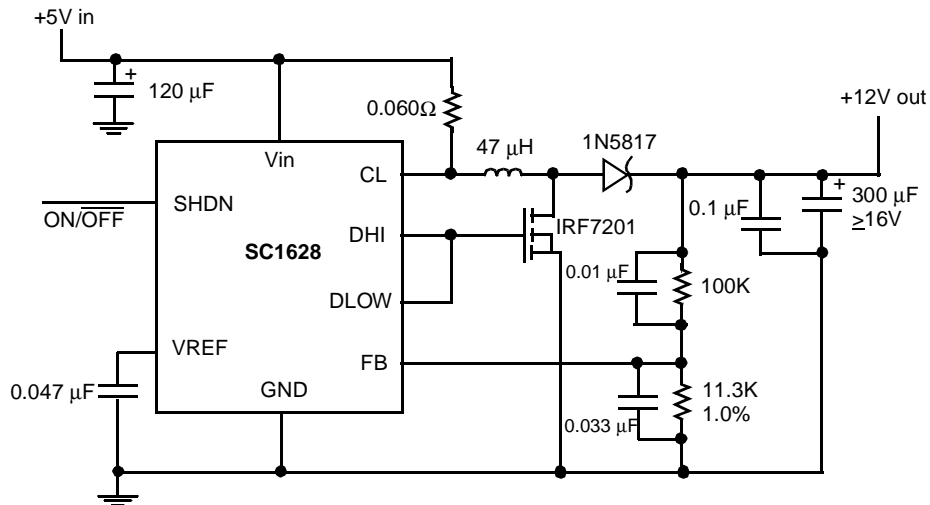 +5V in
120 μF
0.060Ω
+12V out
47 μH
1N5817
Vin
CL
SHDN
ON/OFF
SC1628
DHI
IRF7201
0.1 μF
300 μF
≥16V
0.01 μF
100K
DLOW
VREF
FB
GND
0.047 μF
11.3K
1.0%
0.033 μF